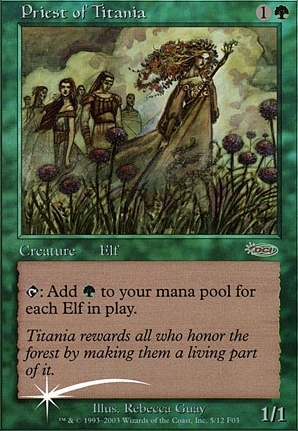 Priest of Titania 1
Creature Elf
DCI
: Add to your mana pool for
each Elf in play.
Titania rewards all who honor the
forest by making them a living part
of it.
Illus. Rebecca Guay
™ & © 1993-2003 Wizards of the Coast, Inc. 5/12 F03
1/1